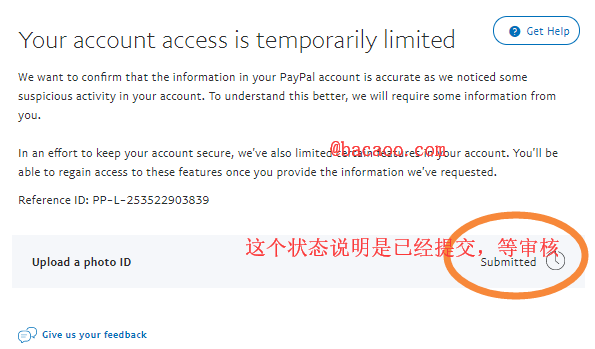 Your account access is temporarily limited
Get Help
We want to confirm that the information in your PayPal account is accurate as we noticed some
suspicious activity in your account. To understand this better, we will require some information from
you.
@bacaoo.com
In an effort to keep your account secure, we've also limited certain features in your account. You'll be
able to regain access to these features once you provide the information we've requested.
Reference ID: PP-L-253522903839
这个状态说明是已经提交，等审核
Upload a photo ID
Submitted
Give us your feedback